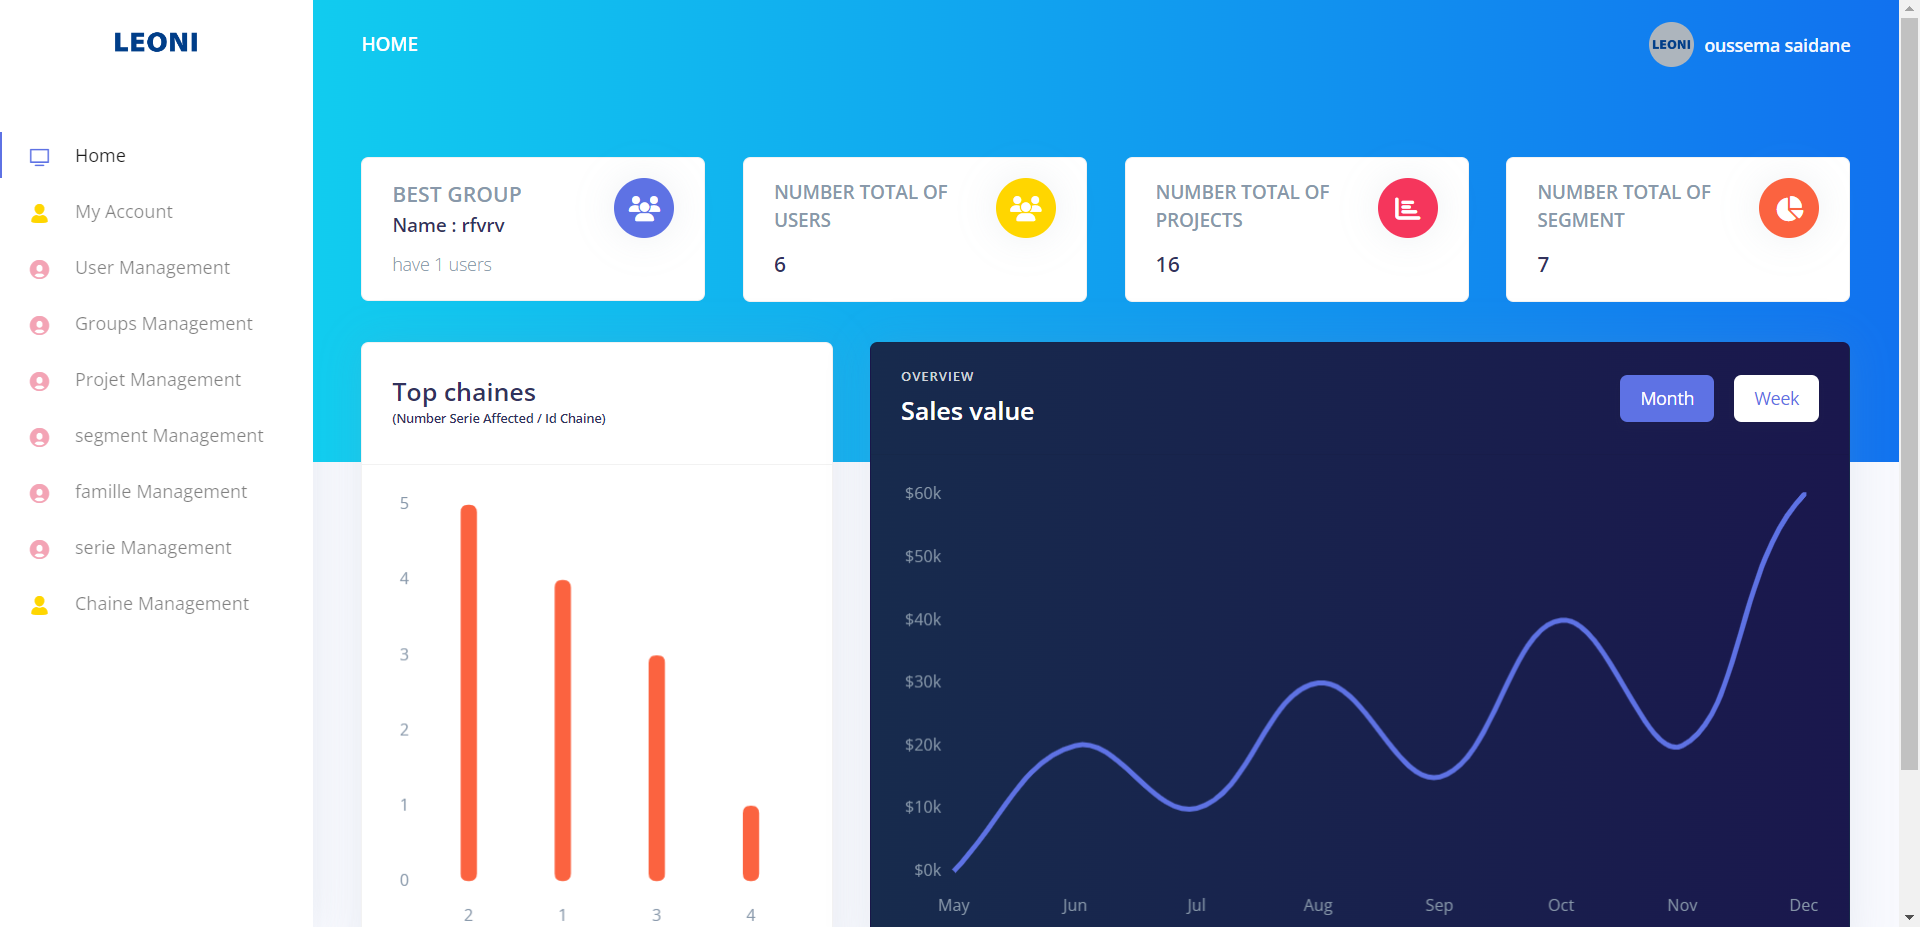 LEONI
Home
My Account
User Management
Groups Management
Projet Management
segment Management
famille Management
serie Management
Chaine Management
HOME
LEONI
oussema saidane
BEST GROUP
Name : rfvrv
have 1 users
NUMBER TOTAL OF
USERS
6
NUMBER TOTAL OF
PROJECTS
16
NUMBER TOTAL OF
SEGMENT
7
Top chaines
(Number Serie Affected / Id Chaine)
5
4
3
2
1
0
2 1 3 4
OVERVIEW
Sales value
Month
Week
$60k
$50k
$40k
$30k
$20k
$10k
$0k
May Jun Jul Aug Sep Oct Nov Dec